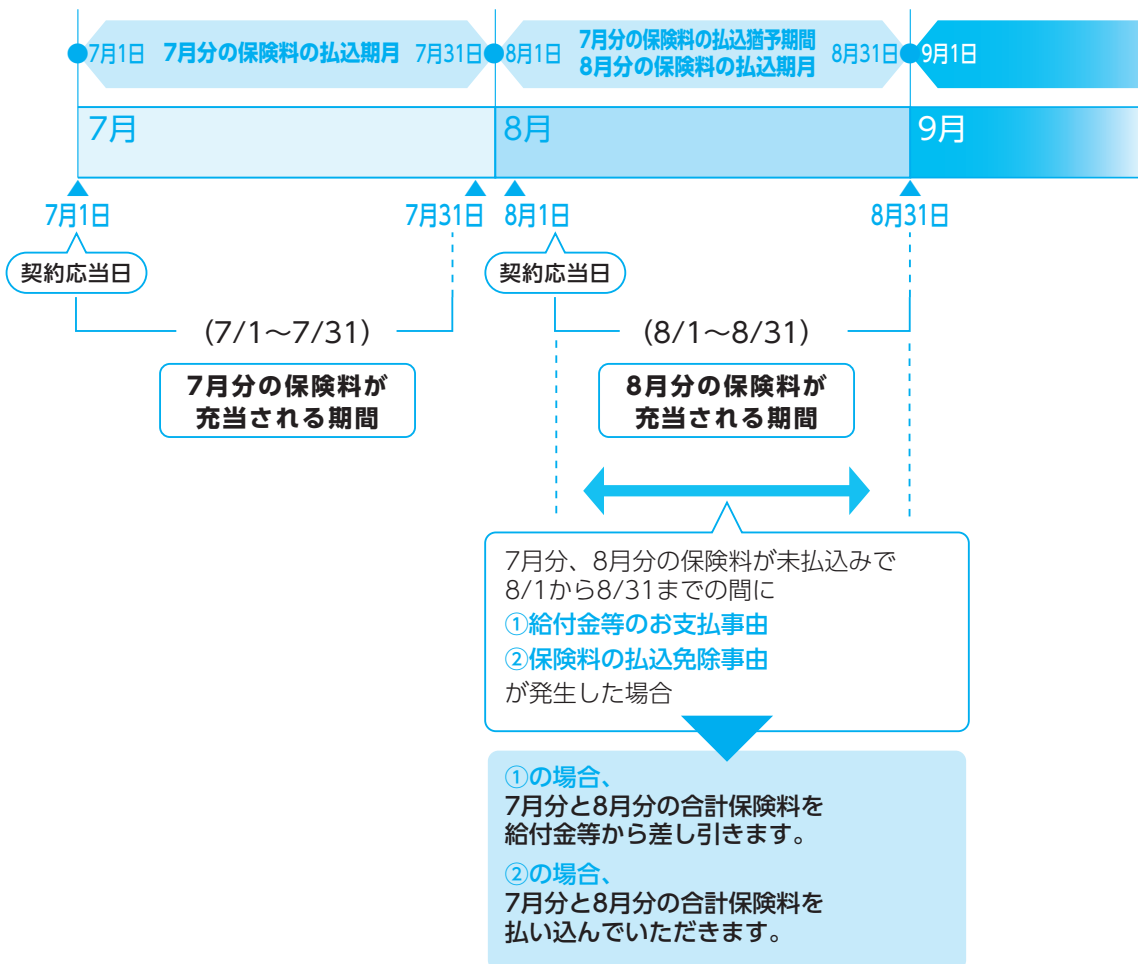 7月1日 7月分の保険料の払込期月 7月31日
8月1日 7月分の保険料の払込猶予期間
8月分の保険料の払込期月 8月31日
9月1日
7月
8月
9月
7月1日
7月31日
8月1日
8月31日
契約応当日
契約応当日
(7/1〜7/31)
(8/1〜8/31)
7月分の保険料が
充当される期間
8月分の保険料が
充当される期間
7月分、8月分の保険料が未払込みで
8/1から8/31までの間に
①給付金等のお支払事由
②保険料の払込免除事由
が発生した場合
①の場合、
7月分と8月分の合計保険料を
給付金等から差し引きます。
②の場合、
7月分と8月分の合計保険料を
払い込んでいただきます。